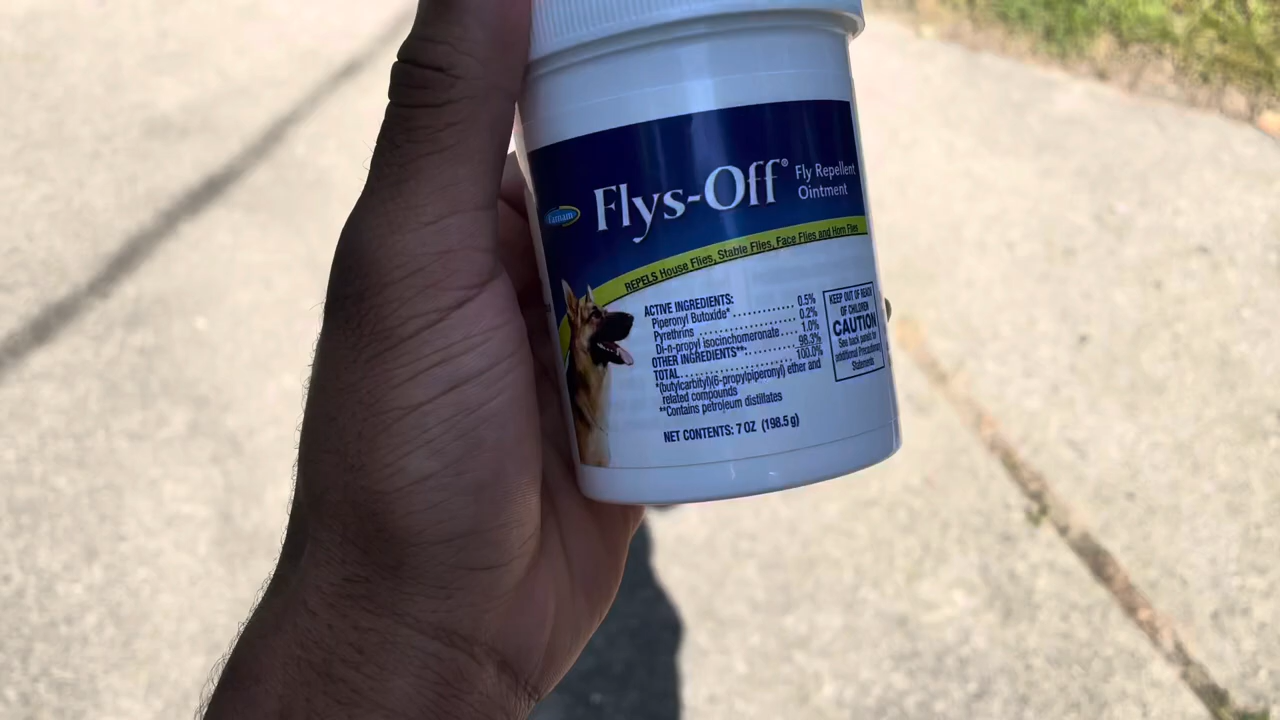 Farnam
Flys-Off®
Fly Repellent
Ointment
REPELS House Flies, Stable Flies, Face Flies and Horn Flies
ACTIVE INGREDIENTS:
Piperonyl Butoxide* .................. 0.5%
Pyrethrins .................. 0.2%
Di-n-propyl isocinchomeronate .... 1.0%
OTHER INGREDIENTS**: .................. 98.3%
TOTAL .................. 100.0%
*(butylcarbityl)(6-propylpiperonyl) ether and
related compounds
**Contains petroleum distillates
NET CONTENTS: 7 OZ (198.5 g)
KEEP OUT OF REACH
OF CHILDREN
CAUTION
See back panels for
additional Precautionary
Statements